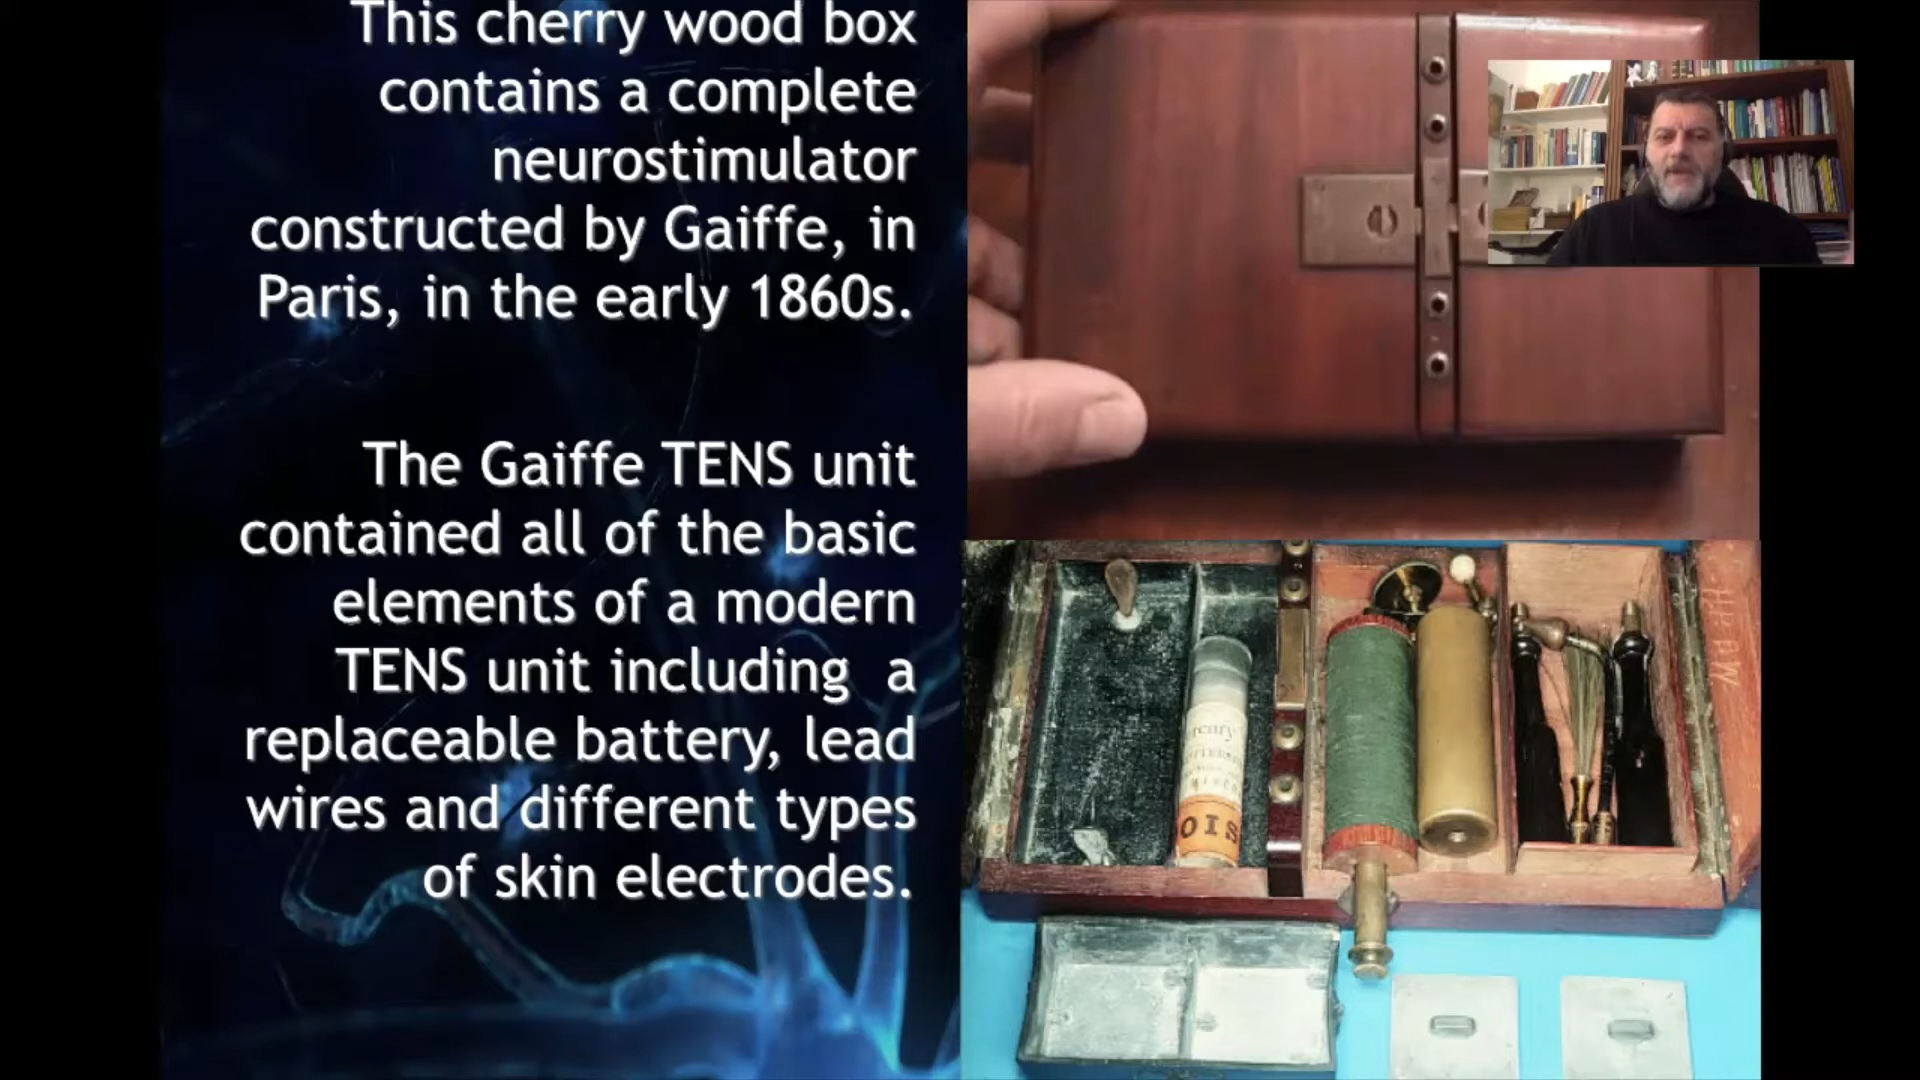 This cherry wood box
contains a complete
neurostimulator
constructed by Gaiffe, in
Paris, in the early 1860s.
The Gaiffe TENS unit
contained all of the basic
elements of a modern
TENS unit including a
replaceable battery, lead
wires and different types
of skin electrodes.
OIS